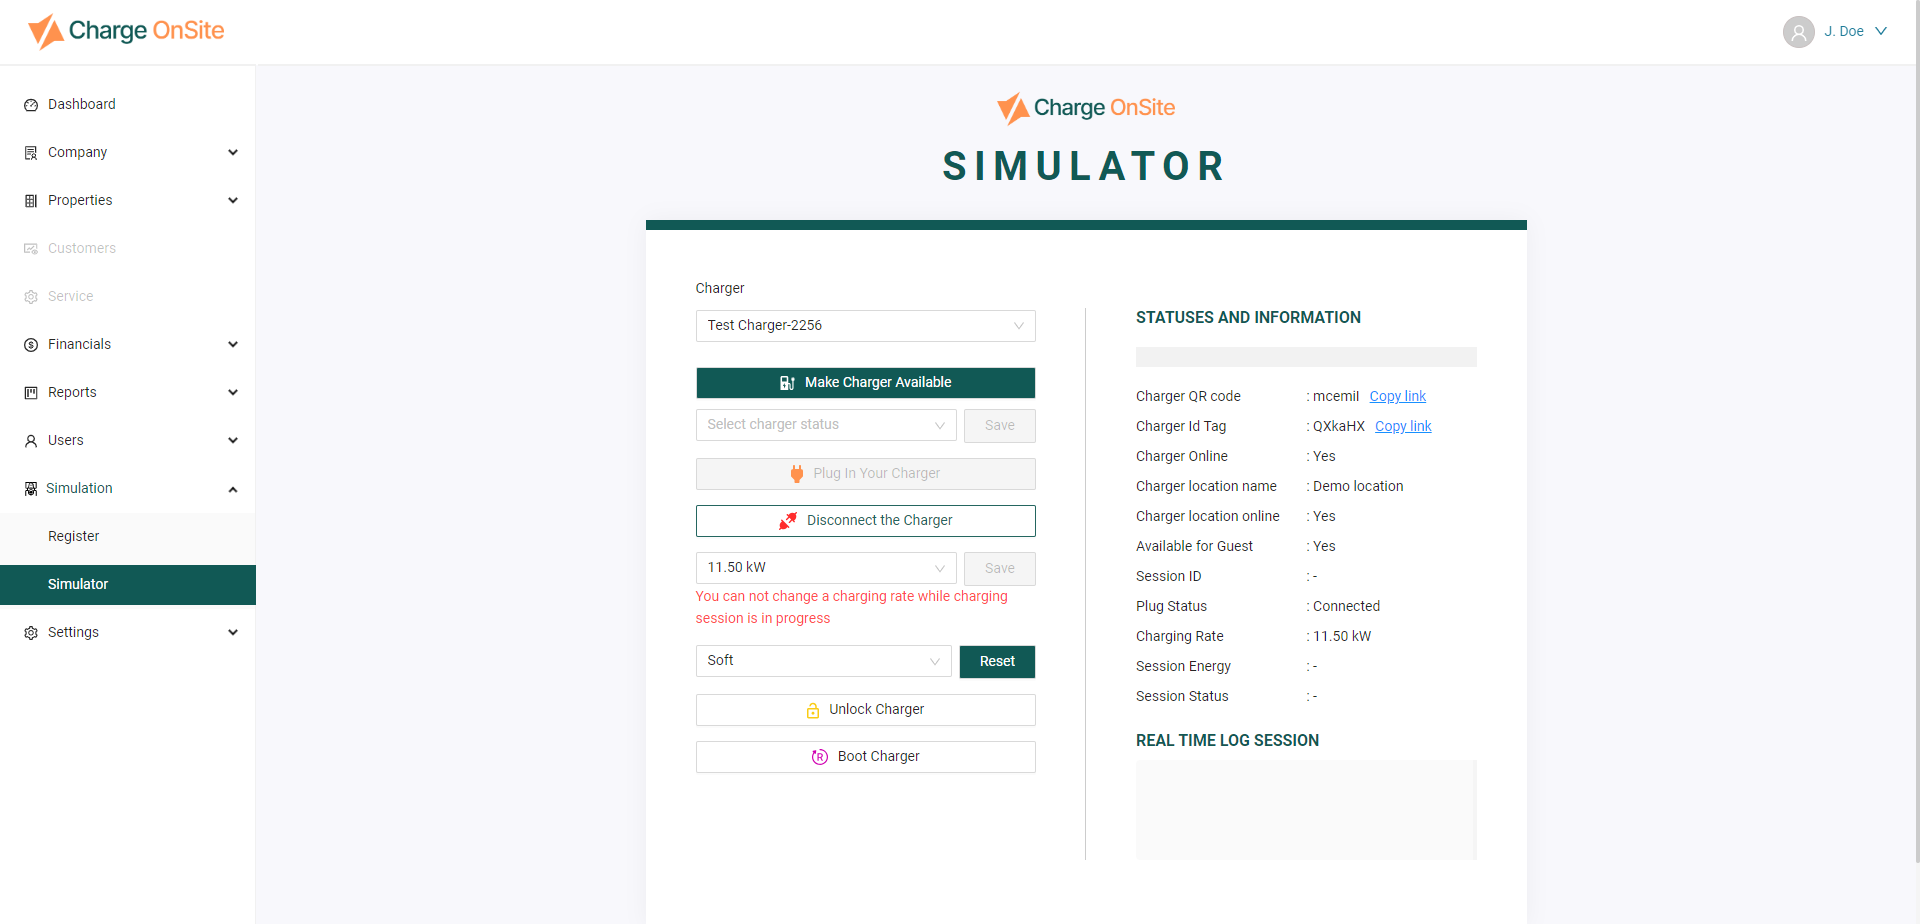 Charge OnSite
J. Doe
Dashboard
Company
Properties
Customers
Service
Financials
Reports
Users
Simulation
Register
Simulator
Settings
Charge OnSite
SIMULATOR
Charger
Test Charger-2256
Make Charger Available
Select charger status
Save
Plug In Your Charger
Disconnect the Charger
11.50 kW
Save
You can not change a charging rate while charging
session is in progress
Soft
Reset
Unlock Charger
R
Boot Charger
STATUSES AND INFORMATION
Charger QR code : mcemil Copy link
Charger Id Tag : QXkaHX Copy link
Charger Online : Yes
Charger location name : Demo location
Charger location online : Yes
Available for Guest : Yes
Session ID : -
Plug Status : Connected
Charging Rate : 11.50 kW
Session Energy : -
Session Status : -
REAL TIME LOG SESSION